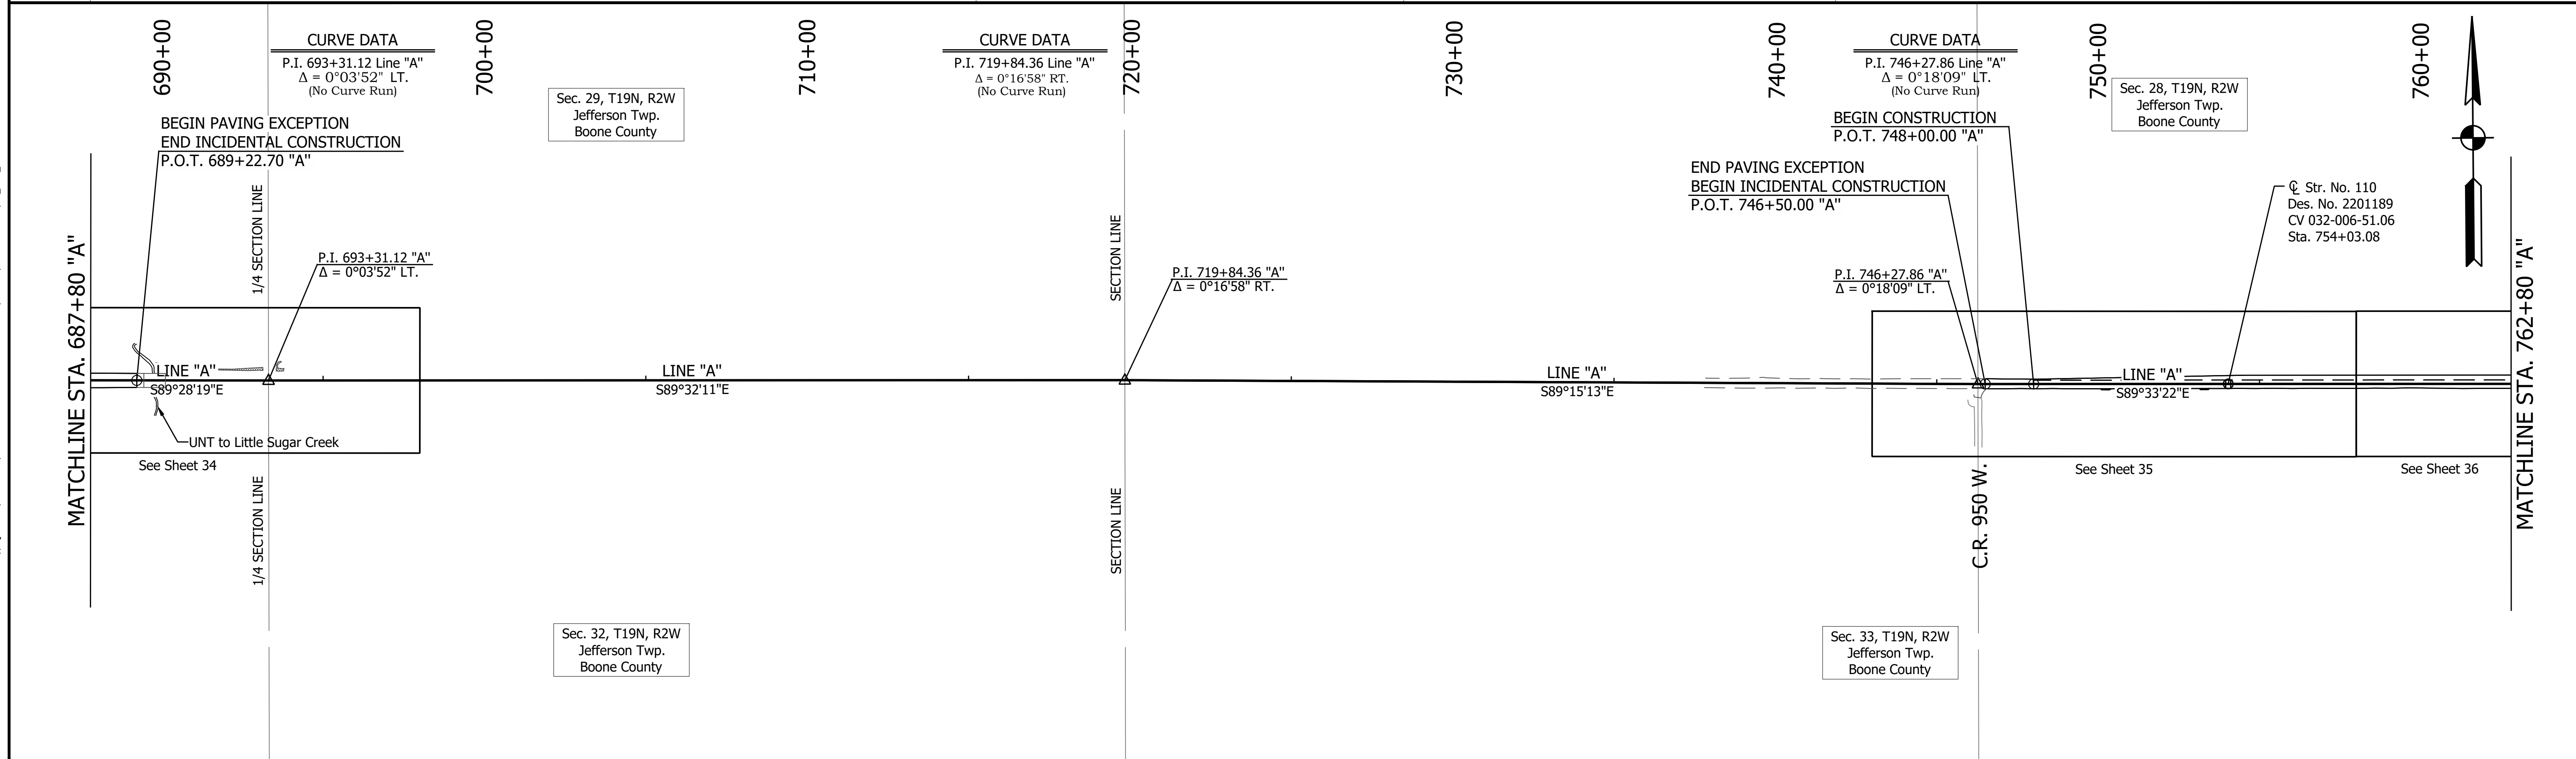 690+00
700+00
710+00
720+00
730+00
740+00
750+00
760+00
CURVE DATA
P.I. 693+31.12 Line "A"
Δ = 0°03'52" LT.
(No Curve Run)
CURVE DATA
P.I. 719+84.36 Line "A"
Δ = 0°16'58" RT.
(No Curve Run)
CURVE DATA
P.I. 746+27.86 Line "A"
Δ = 0°18'09" LT.
(No Curve Run)
Sec. 29, T19N, R2W
Jefferson Twp.
Boone County
Sec. 28, T19N, R2W
Jefferson Twp.
Boone County
BEGIN PAVING EXCEPTION
END INCIDENTAL CONSTRUCTION
P.O.T. 689+22.70 "A"
BEGIN CONSTRUCTION
P.O.T. 748+00.00 "A"
END PAVING EXCEPTION
BEGIN INCIDENTAL CONSTRUCTION
P.O.T. 746+50.00 "A"
℄ Str. No. 110
Des. No. 2201189
CV 032-006-51.06
Sta. 754+03.08
MATCHLINE STA. 687+80 "A"
1/4 SECTION LINE
P.I. 693+31.12 "A"
Δ = 0°03'52" LT.
SECTION LINE
P.I. 719+84.36 "A"
Δ = 0°16'58" RT.
P.I. 746+27.86 "A"
Δ = 0°18'09" LT.
MATCHLINE STA. 762+80 "A"
LINE "A"
S89°28'19"E
LINE "A"
S89°32'11"E
LINE "A"
S89°15'13"E
LINE "A"
S89°33'22"E
UNT to Little Sugar Creek
See Sheet 34
See Sheet 35
See Sheet 36
1/4 SECTION LINE
SECTION LINE
C.R. 950 W.
Sec. 32, T19N, R2W
Jefferson Twp.
Boone County
Sec. 33, T19N, R2W
Jefferson Twp.
Boone County